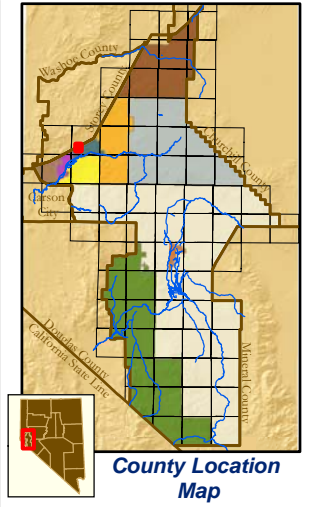 Washoe County
Storey County
Churchill County
Carson
City
Douglas County
California State Line
Mineral County
County Location
Map